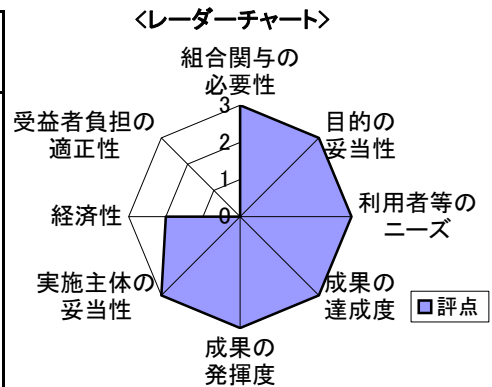 <レーダーチャート>
組合関与の
必要性
目的の
妥当性
利用者等の
ニーズ
成果の
達成度
成果の
発揮度
実施主体の
妥当性
経済性
受益者負担の
適正性
3
2
1
0
評点